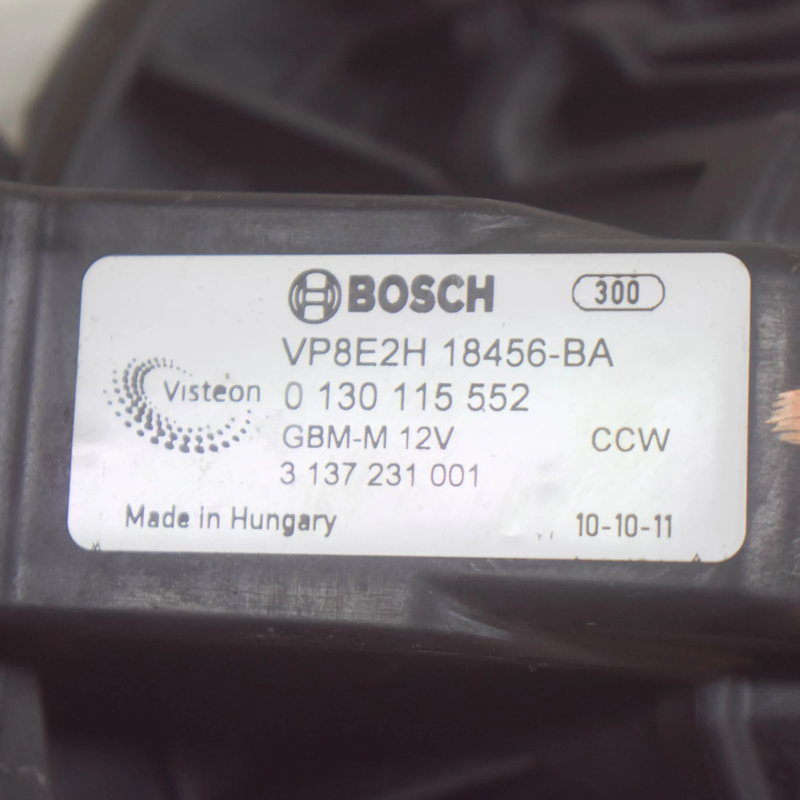 BOSCH 300
VP8E2H 18456-BA
Visteon 0 130 115 552
GBM-M 12V CCW
3 137 231 001
Made in Hungary 10-10-11